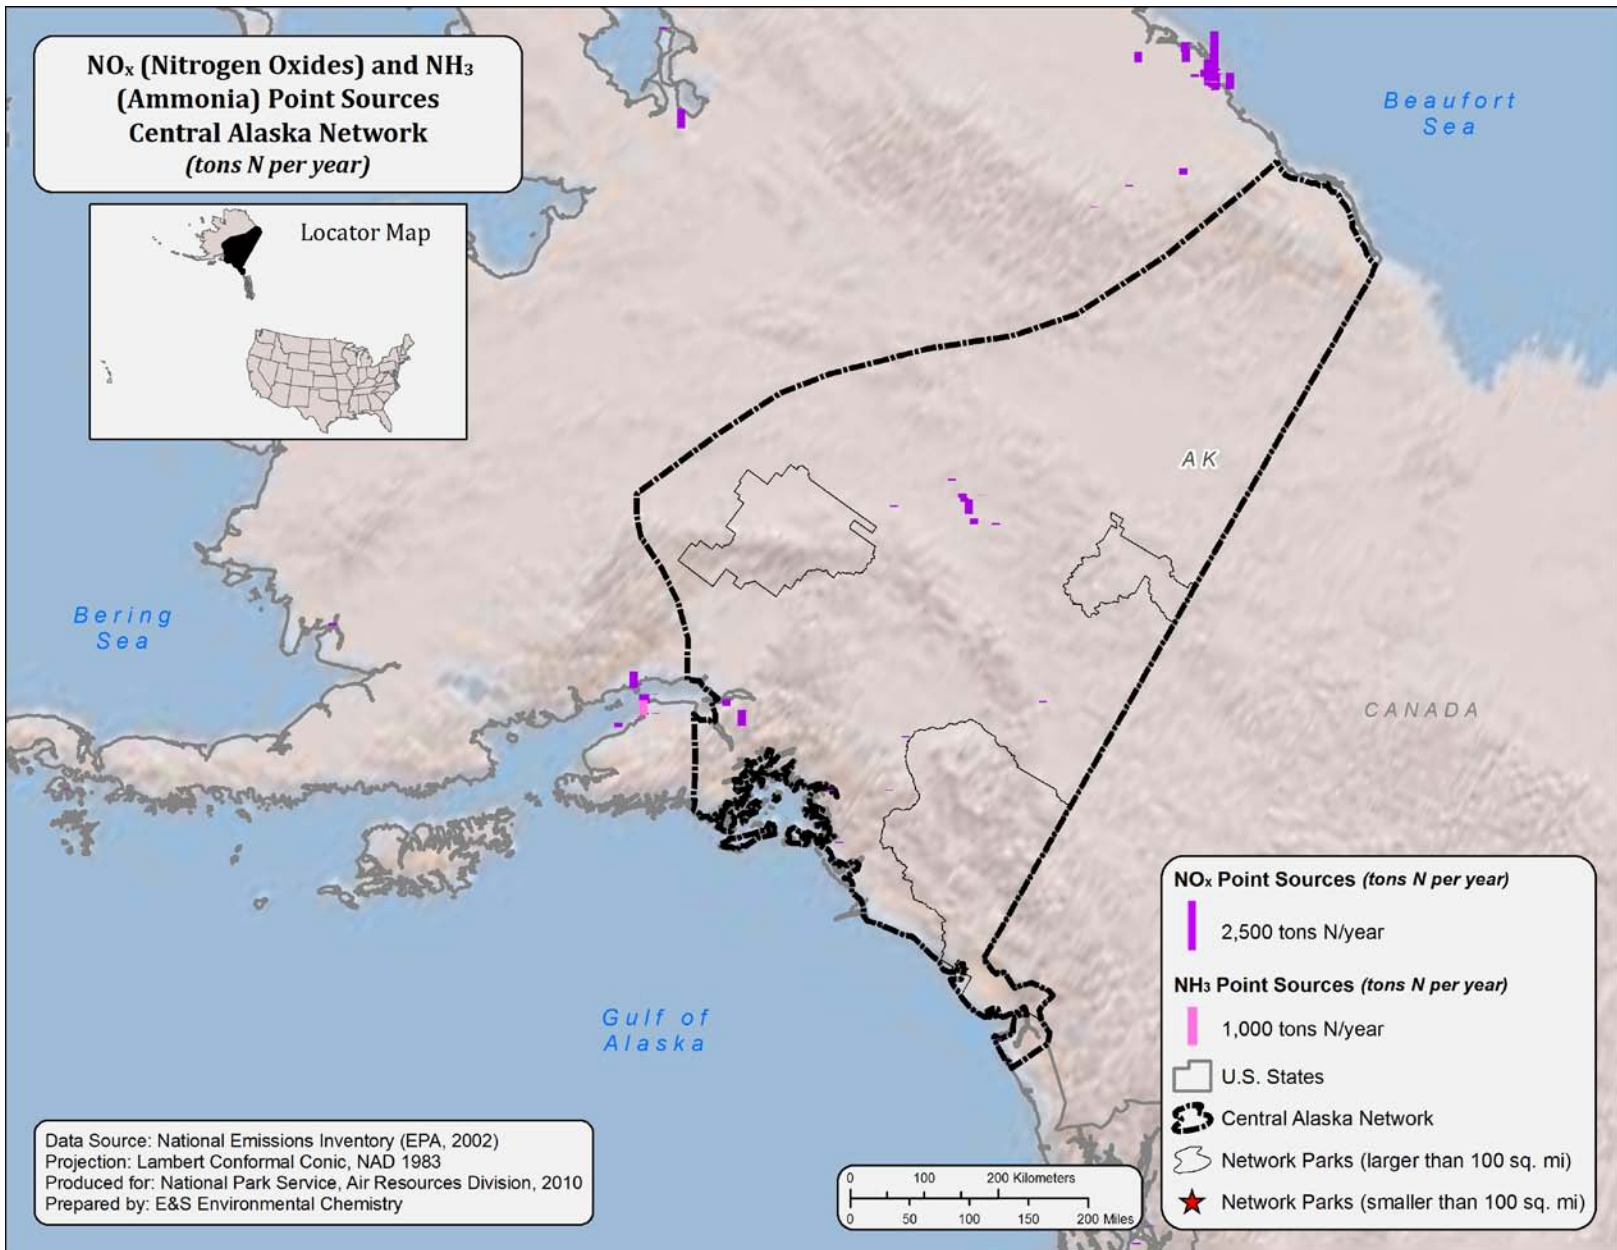 NOx (Nitrogen Oxides) and NH3
(Ammonia) Point Sources
Central Alaska Network
(tons N per year)
Locator Map
Beaufort
Sea
AK
Bering
Sea
CANADA
Gulf of
Alaska
NOx Point Sources (tons N per year)
2,500 tons N/year
NH3 Point Sources (tons N per year)
1,000 tons N/year
U.S. States
Central Alaska Network
Network Parks (larger than 100 sq. mi)
Network Parks (smaller than 100 sq. mi)
Data Source: National Emissions Inventory (EPA, 2002)
Projection: Lambert Conformal Conic, NAD 1983
Produced for: National Park Service, Air Resources Division, 2010
Prepared by: E&S Environmental Chemistry
0 100 200 Kilometers
0 50 100 150 200 Miles